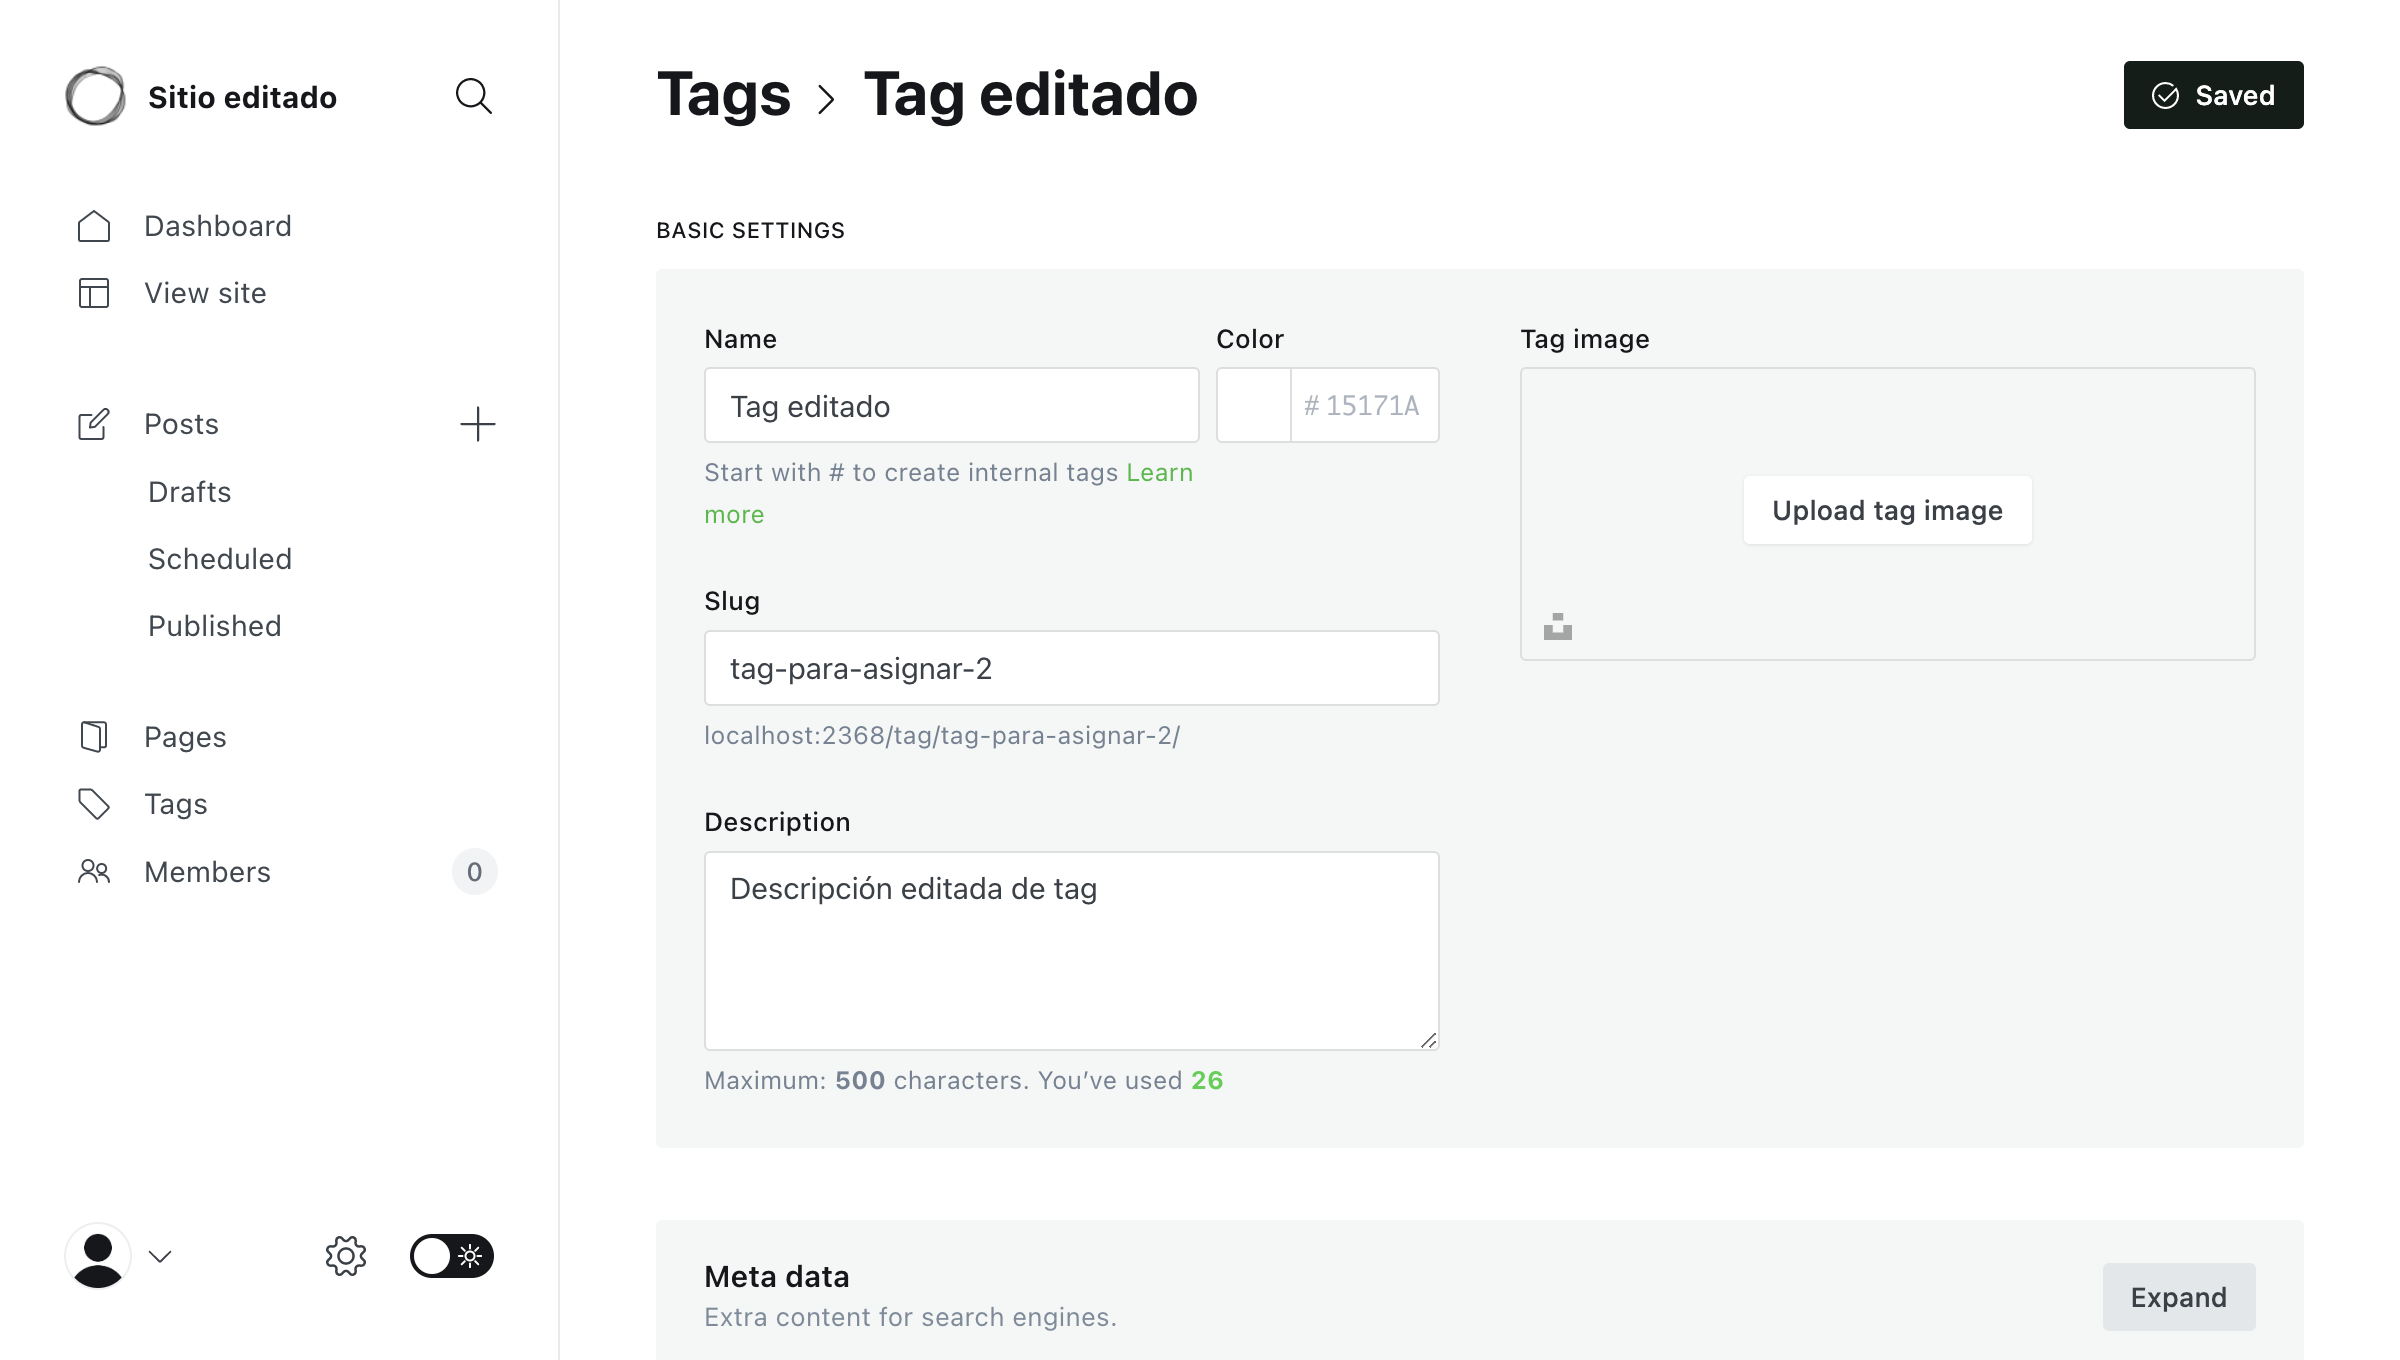 Sitio editado
Dashboard
View site
Posts
Drafts
Scheduled
Published
Pages
Tags
Members 0
Tags › Tag editado
Saved
BASIC SETTINGS
Name
Tag editado
Start with # to create internal tags Learn
more
Color
# 15171A
Slug
tag-para-asignar-2
localhost:2368/tag/tag-para-asignar-2/
Description
Descripción editada de tag
Maximum: 500 characters. You’ve used 26
Tag image
Upload tag image
Meta data
Extra content for search engines.
Expand